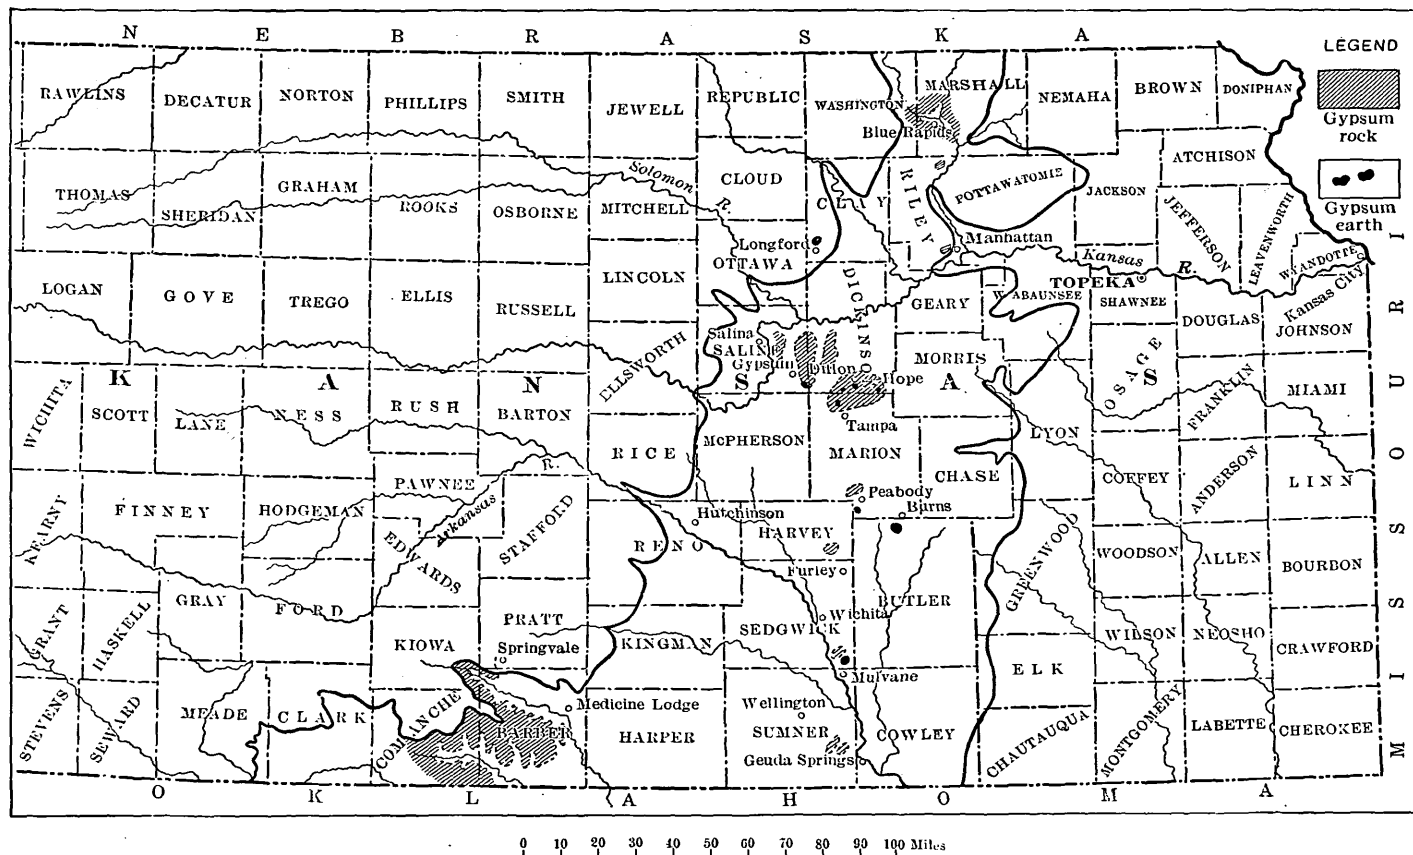 N E B R A S K A
LEGEND
Gypsum
rock
Gypsum
earth
RAWLINS
DECATUR
NORTON
PHILLIPS
SMITH
JEWELL
REPUBLIC
WASHINGTON
MARSHALL
NEMAHA
BROWN
DONIPHAN
Blue Rapids
THOMAS
SHERIDAN
GRAHAM
ROOKS
OSBORNE
MITCHELL
Solomon R.
CLOUD
CLAY
RILEY
POTTAWATOMIE
JACKSON
ATCHISON
JEFFERSON
LEAVENWORTH
WYANDOTTE
Longford
OTTAWA
Manhattan
Kansas R.
TOPEKA
Kansas City
LOGAN
GOVE
TREGO
ELLIS
RUSSELL
LINCOLN
DICKINSON
GEARY
WABAUNSEE
SHAWNEE
DOUGLAS
JOHNSON
Salina
SALINE
Gypsum
Dillon
Hope
ELLSWORTH
MORRIS
OSAGE
FRANKLIN
MIAMI
K A N S A S
WICHITA
SCOTT
LANE
NESS
RUSH
BARTON
RICE
McPHERSON
Tampa
MARION
CHASE
LYON
COFFEY
ANDERSON
LINN
KEARNY
FINNEY
HODGEMAN
PAWNEE
Arkansas R.
EDWARDS
STAFFORD
RENO
Hutchinson
HARVEY
Peabody
Burns
Furley
GREENWOOD
WOODSON
ALLEN
BOURBON
GRANT
HASKELL
GRAY
FORD
KIOWA
PRATT
Springvale
KINGMAN
SEDGWICK
Wichita
BUTLER
Mulvane
ELK
WILSON
NEOSHO
CRAWFORD
STEVENS
SEWARD
MEADE
CLARK
COMANCHE
BARBER
Medicine Lodge
HARPER
Wellington
SUMNER
Geuda Springs
COWLEY
CHAUTAUQUA
MONTGOMERY
LABETTE
CHEROKEE
M I S S O U R I
O K L A H O M A
0 10 20 30 40 50 60 70 80 90 100 Miles